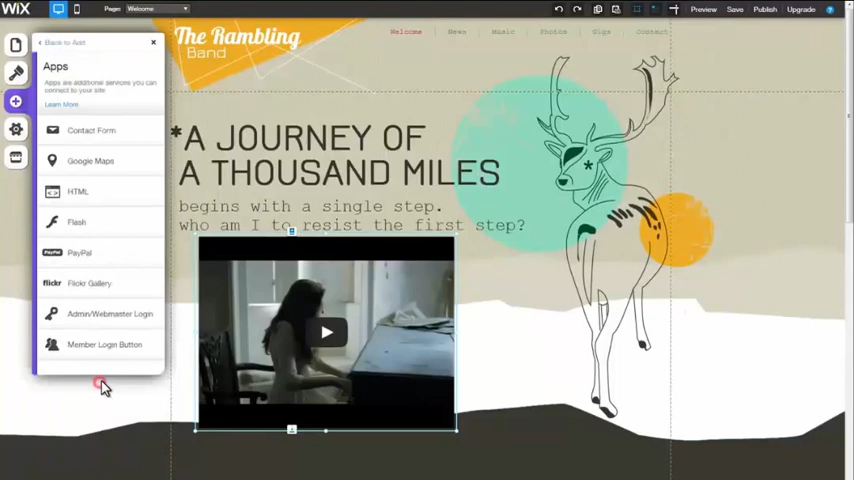 WiX
Page: Welcome
Preview Save Publish Upgrade ?
Back to Add ×
Apps
Apps are additional services you can
connect to your site
Learn More
Contact Form
Google Maps
HTML
Flash
PayPal PayPal
flickr Flickr Gallery
Admin/Webmaster Login
Member Login Button
The Rambling
Band
Welcome News Music Photos Gigs Contact
*A JOURNEY OF
A THOUSAND MILES
begins with a single step.
who am I to resist the first step?
*